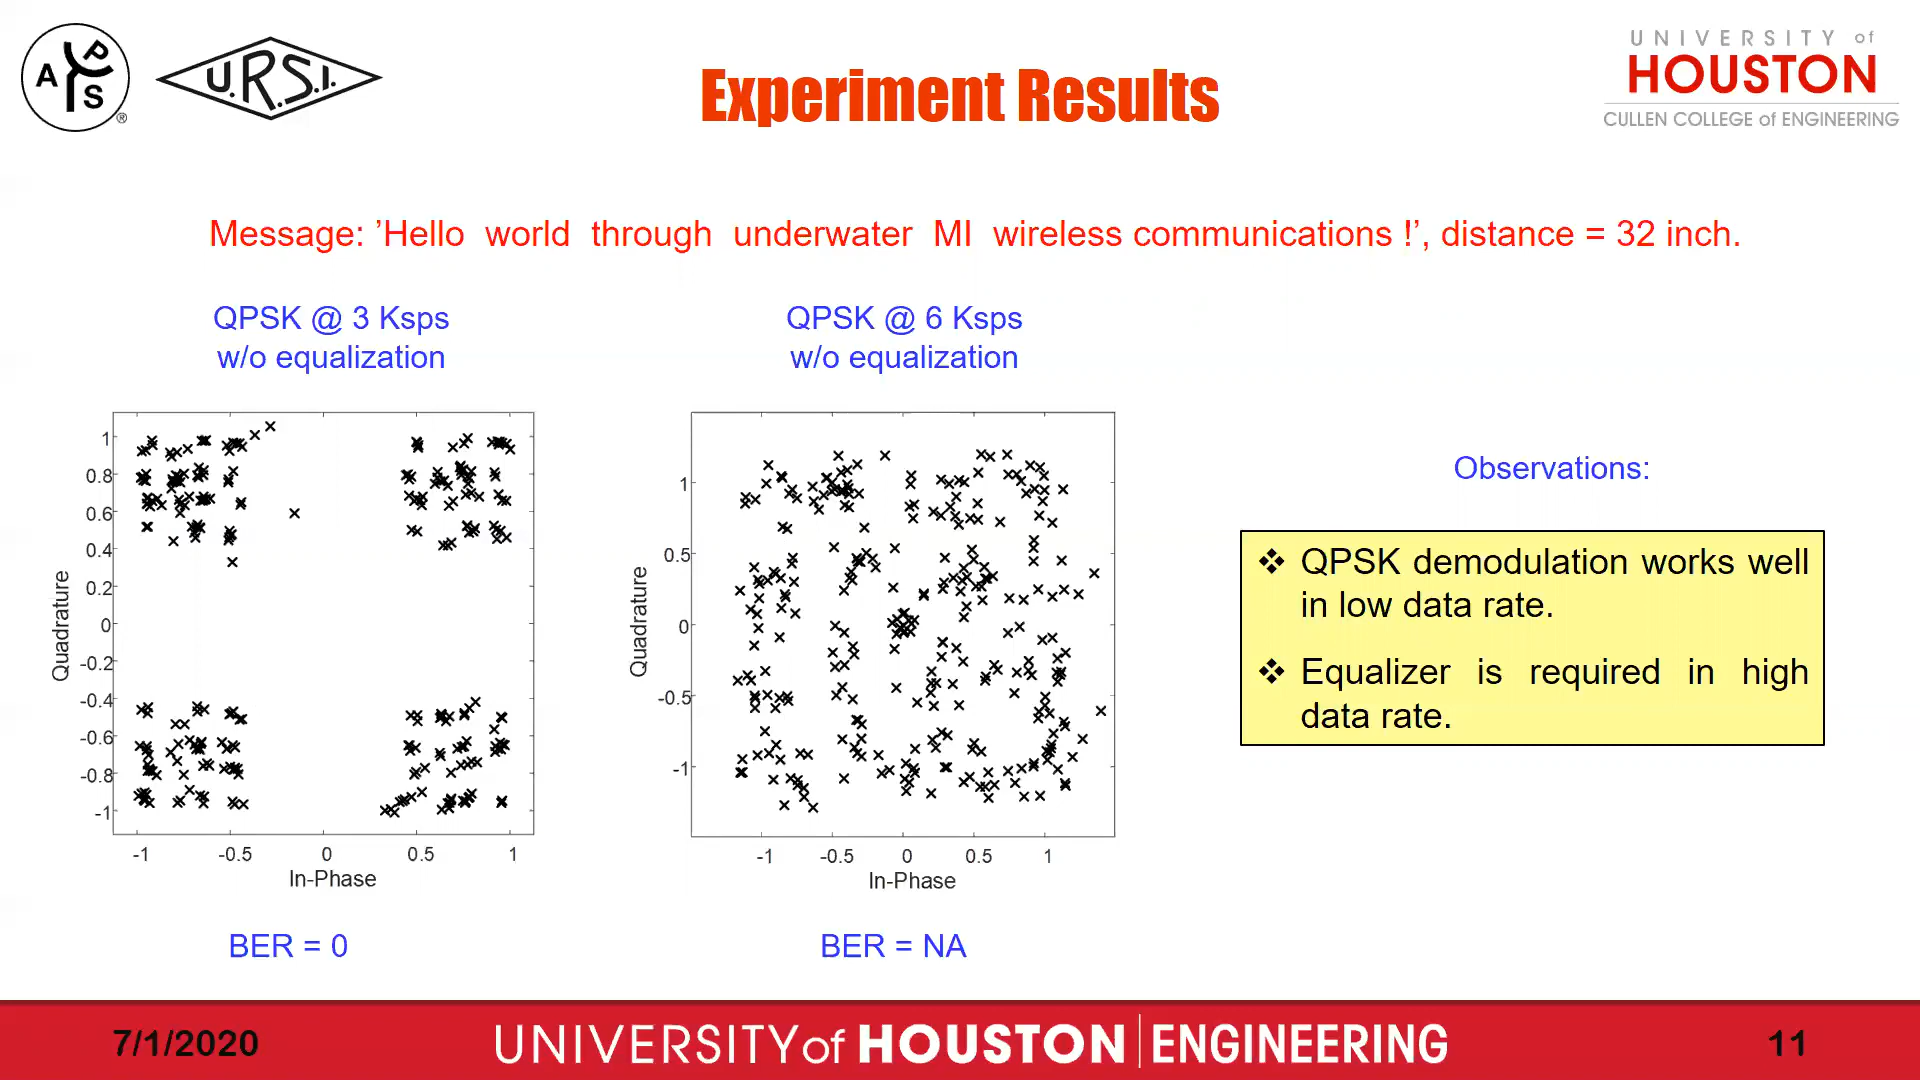 A P S ®
U.R.S.I.
Experiment Results
UNIVERSITY of
HOUSTON
CULLEN COLLEGE of ENGINEERING
Message: ’Hello world through underwater MI wireless communications !’, distance = 32 inch.
QPSK @ 3 Ksps
w/o equalization
QPSK @ 6 Ksps
w/o equalization
1
0.8
0.6
0.4
0.2
0
-0.2
-0.4
-0.6
-0.8
-1
Quadrature
-1 -0.5 0 0.5 1
In-Phase
1
0.5
0
-0.5
-1
Quadrature
-1 -0.5 0 0.5 1
In-Phase
Observations:
❖ QPSK demodulation works well
in low data rate.
❖ Equalizer is required in high
data rate.
BER = 0
BER = NA
7/1/2020
UNIVERSITY of HOUSTON | ENGINEERING
11